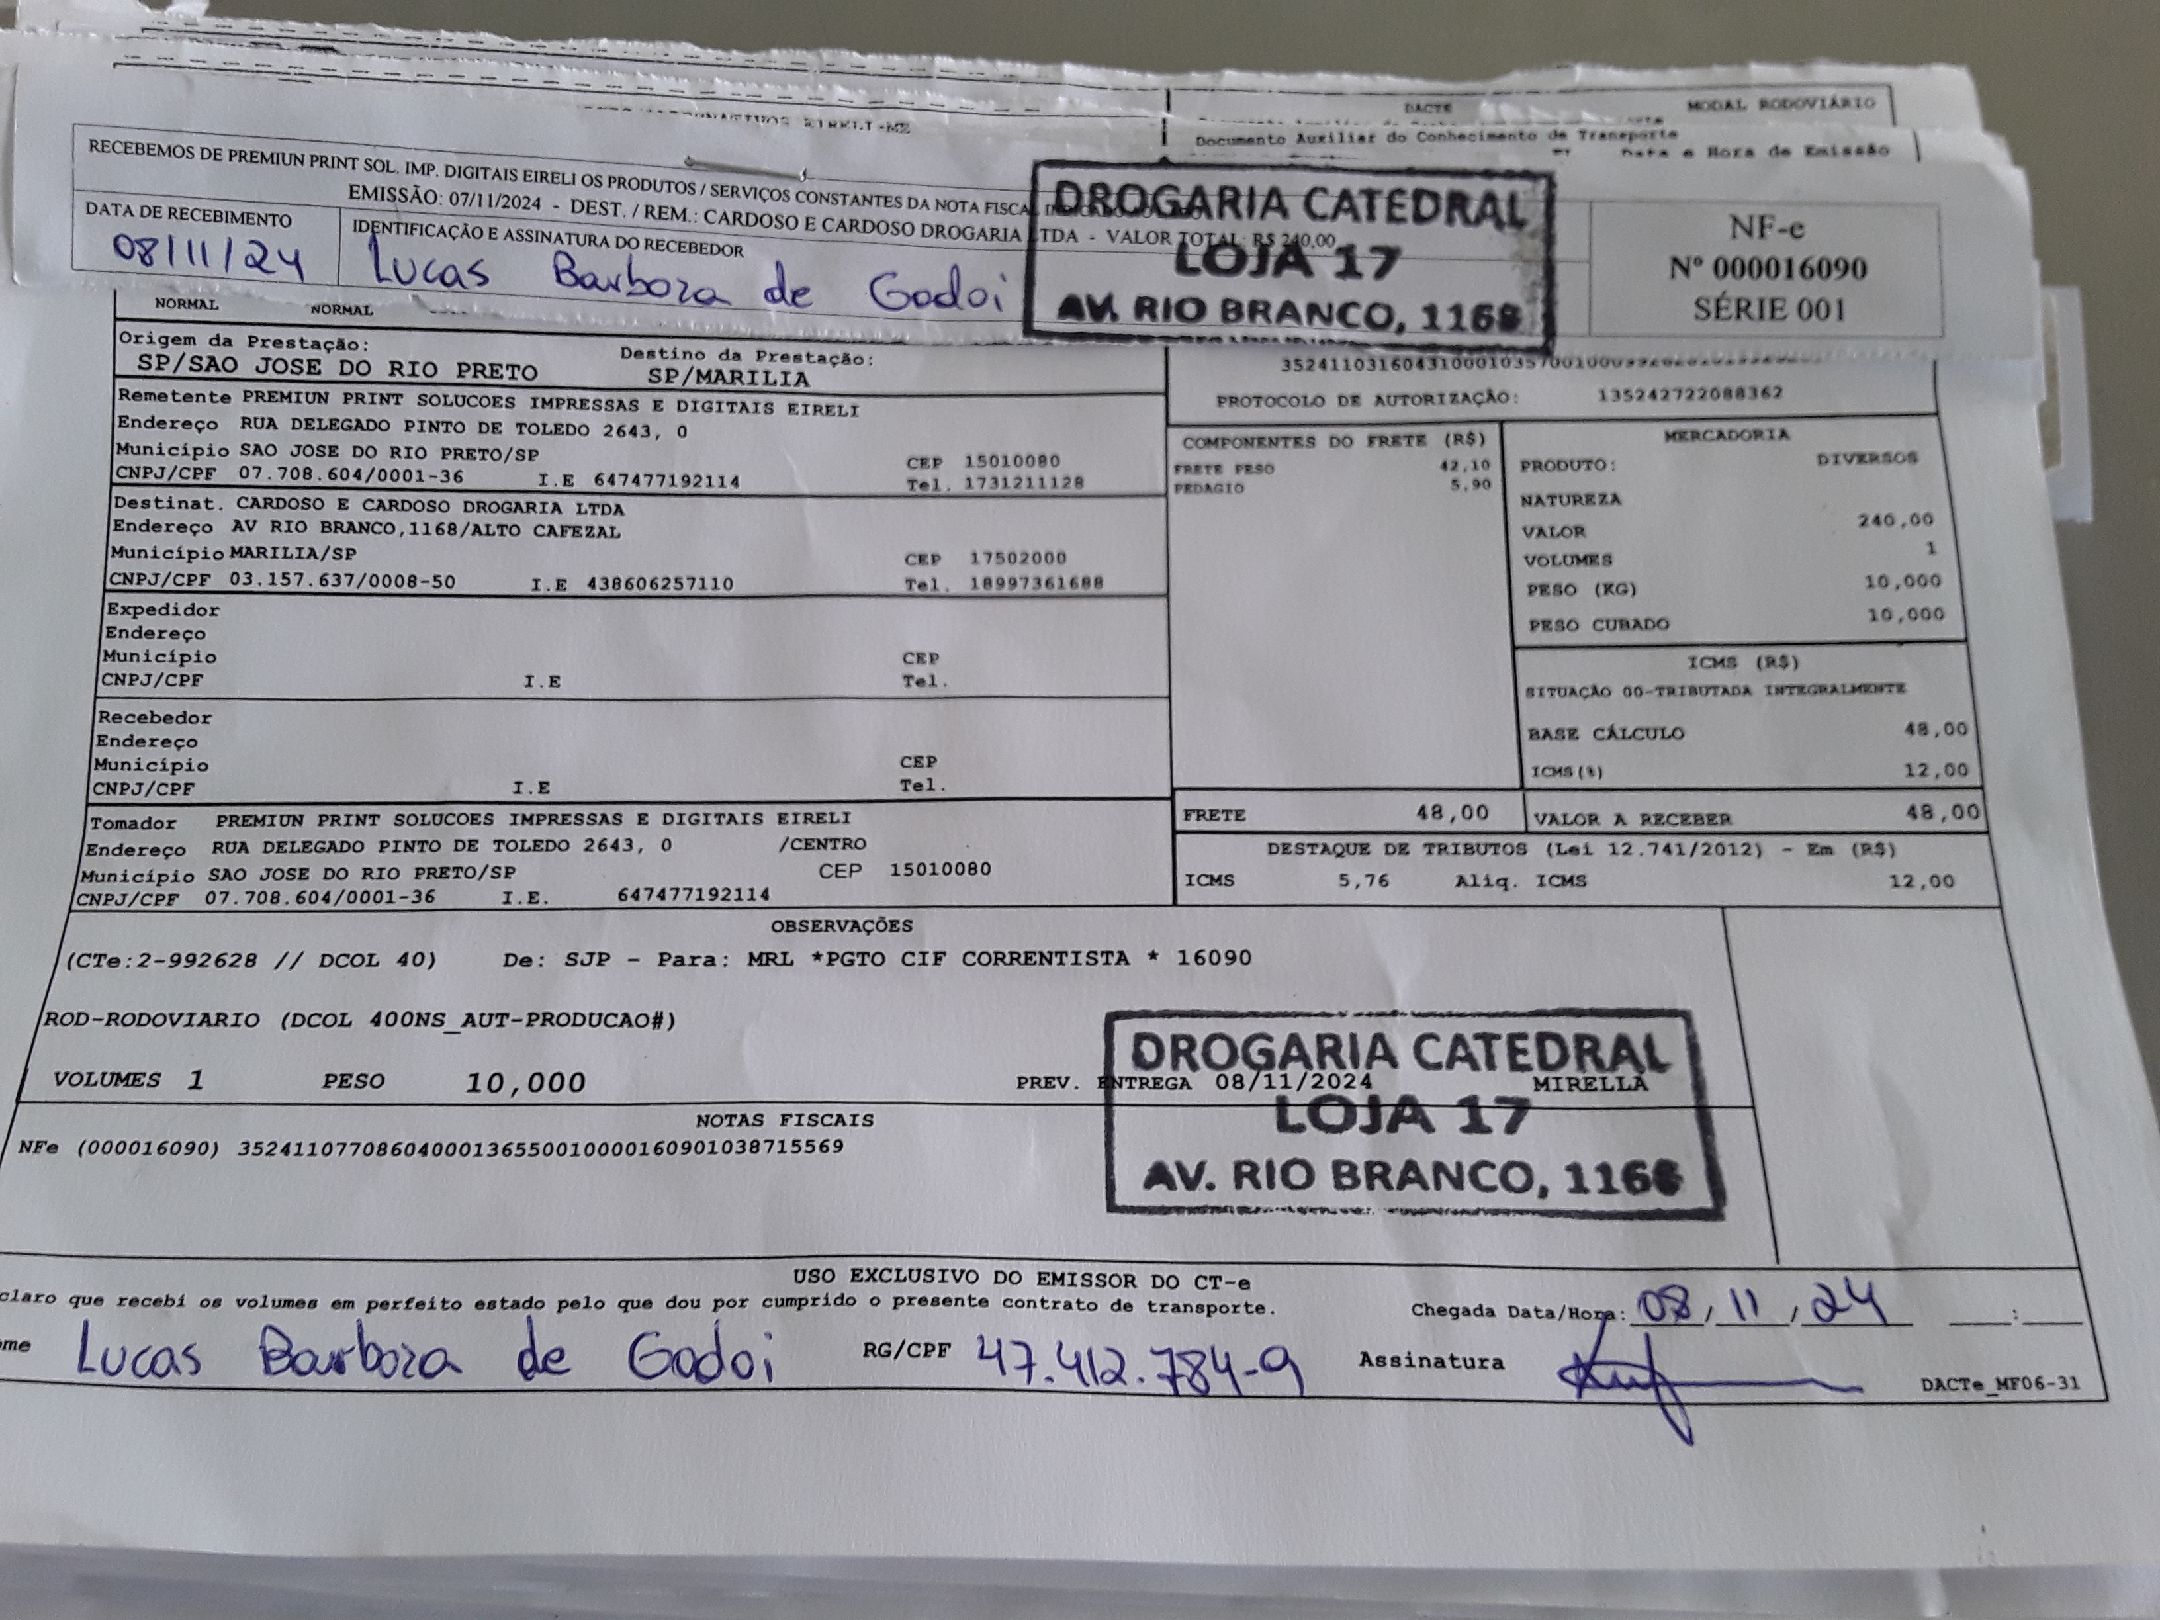 DACTE
MODAL RODOVIÁRIO
Documento Auxiliar do Conhecimento de Transporte
Data e Hora de Emissão
EIRELI-ME
RECEBEMOS DE PREMIUN PRINT SOL. IMP. DIGITAIS EIRELI OS PRODUTOS / SERVIÇOS CONSTANTES DA NOTA FISCAL
EMISSÃO: 07/11/2024 - DEST. / REM.: CARDOSO E CARDOSO DROGARIA LTDA - VALOR TOTAL: R$ 240,00
DATA DE RECEBIMENTO
08/11/24
IDENTIFICAÇÃO E ASSINATURA DO RECEBEDOR
Lucas Barboza de Godoi
DROGARIA CATEDRAL
LOJA 17
AV. RIO BRANCO, 1168
NF-e
Nº 000016090
SÉRIE 001
NORMAL NORMAL
Origem da Prestação:
SP/SAO JOSE DO RIO PRETO
Destino da Prestação:
SP/MARILIA
PROTOCOLO DE AUTORIZAÇÃO: 135242722088362
Remetente PREMIUN PRINT SOLUCOES IMPRESSAS E DIGITAIS EIRELI
Endereço RUA DELEGADO PINTO DE TOLEDO 2643, 0
Município SAO JOSE DO RIO PRETO/SP CEP 15010080
CNPJ/CPF 07.708.604/0001-36 I.E 647477192114 Tel. 1731211128
Destinat. CARDOSO E CARDOSO DROGARIA LTDA
Endereço AV RIO BRANCO,1168/ALTO CAFEZAL
Município MARILIA/SP CEP 17502000
CNPJ/CPF 03.157.637/0008-50 I.E 438606257110 Tel. 18997361688
Expedidor
Endereço
Município CEP
CNPJ/CPF I.E Tel.
Recebedor
Endereço
Município CEP
CNPJ/CPF I.E Tel.
Tomador PREMIUN PRINT SOLUCOES IMPRESSAS E DIGITAIS EIRELI
Endereço RUA DELEGADO PINTO DE TOLEDO 2643, 0 /CENTRO
Município SAO JOSE DO RIO PRETO/SP CEP 15010080
CNPJ/CPF 07.708.604/0001-36 I.E. 647477192114
COMPONENTES DO FRETE (R$)
FRETE PESO 42,10
PEDAGIO 5,90
MERCADORIA
PRODUTO: DIVERSOS
NATUREZA
VALOR 240,00
VOLUMES 1
PESO (KG) 10,000
PESO CUBADO 10,000
ICMS (R$)
SITUAÇÃO 00-TRIBUTADA INTEGRALMENTE
BASE CÁLCULO 48,00
ICMS(%) 12,00
FRETE 48,00
VALOR A RECEBER 48,00
DESTAQUE DE TRIBUTOS (Lei 12.741/2012) - Em (R$)
ICMS 5,76 Aliq. ICMS 12,00
OBSERVAÇÕES
(CTe:2-992628 // DCOL 40) De: SJP - Para: MRL *PGTO CIF CORRENTISTA * 16090
ROD-RODOVIARIO (DCOL 400NS_AUT-PRODUCAO#)
VOLUMES 1 PESO 10,000 PREV. ENTREGA 08/11/2024 MIRELLA
DROGARIA CATEDRAL
LOJA 17
AV. RIO BRANCO, 1168
NOTAS FISCAIS
NFe (000016090) 35241107708604000136550010000160901038715569
USO EXCLUSIVO DO EMISSOR DO CT-e
claro que recebi os volumes em perfeito estado pelo que dou por cumprido o presente contrato de transporte.
Chegada Data/Hora: 08/11/24 :
me Lucas Barboza de Godoi RG/CPF 47.412.784-9 Assinatura
DACTe_MF06-31